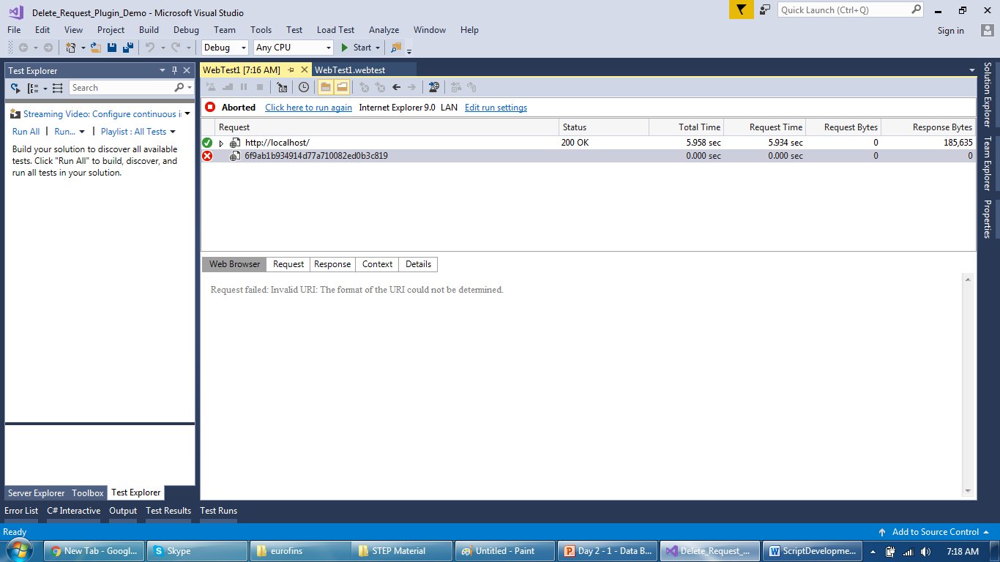 Delete_Request_Plugin_Demo - Microsoft Visual Studio
Quick Launch (Ctrl+Q)
File Edit View Project Build Debug Team Tools Test Load Test Analyze Window Help
Sign in
Debug Any CPU Start
Test Explorer
WebTest1 [7:16 AM] WebTest1.webtest
Search
Streaming Video: Configure continuous i
Run All Run... Playlist : All Tests
Build your solution to discover all available
tests. Click "Run All" to build, discover, and
run all tests in your solution.
Aborted Click here to run again Internet Explorer 9.0 LAN Edit run settings
Request Status Total Time Request Time Request Bytes Response Bytes
http://localhost/ 200 OK 5.958 sec 5.934 sec 0 185,635
6f9ab1b934914d77a710082ed0b3c819 0.000 sec 0.000 sec 0 0
Web Browser Request Response Context Details
Request failed: Invalid URI: The format of the URI could not be determined.
Solution Explorer
Team Explorer
Properties
Server Explorer Toolbox Test Explorer
Error List C# Interactive Output Test Results Test Runs
Ready
Add to Source Control
New Tab - Googl... Skype eurofins STEP Material Untitled - Paint Day 2 - 1 - Data B... Delete_Request_... ScriptDevelopme... 7:18 AM